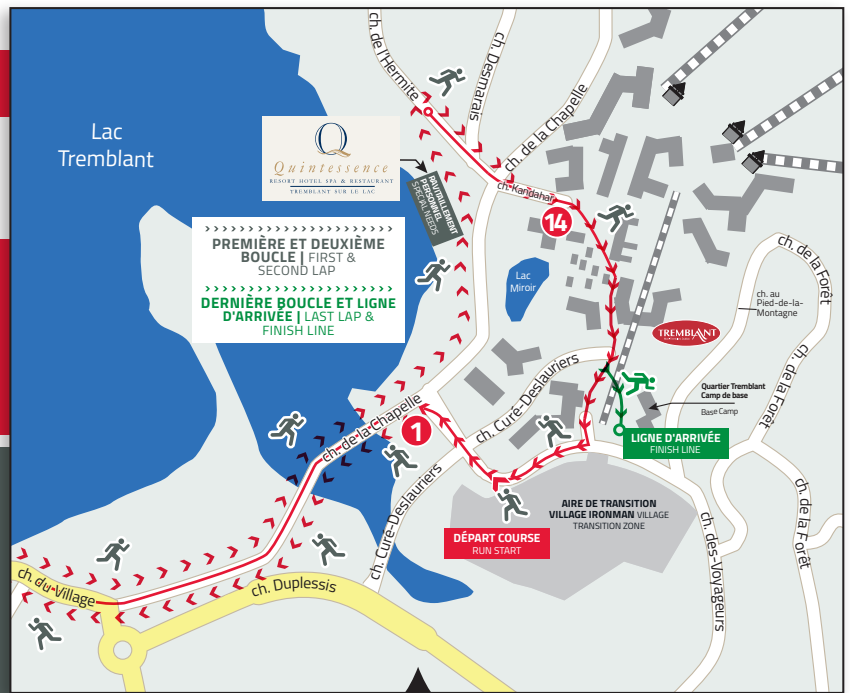 ch. de l'Hermite
ch. Desmarais
ch. de la Chapelle
Lac
Tremblant
Q
Quintessence
RESORT HOTEL SPA & RESTAURANT
TREMBLANT SUR LE LAC
RAVITAILLEMENT
PERSONNEL
SPECIAL NEEDS
ch. Kandahar
14
PREMIÈRE ET DEUXIÈME
BOUCLE | FIRST &
SECOND LAP
DERNIÈRE BOUCLE ET LIGNE
D'ARRIVÉE | LAST LAP &
FINISH LINE
Lac
Miroir
ch. de la Forêt
ch. au
Pied-de-la-
Montagne
TREMBLANT
ch. de la Forêt
ch. Curé-Deslauriers
Quartier Tremblant
Camp de base
Base Camp
ch. de la Chapelle
1
LIGNE D'ARRIVÉE
FINISH LINE
ch. Curé-Deslauriers
AIRE DE TRANSITION
VILLAGE IRONMAN VILLAGE
TRANSITION ZONE
DÉPART COURSE
RUN START
ch. de la Forêt
ch. des-Voyageurs
ch. du Village
ch. Duplessis